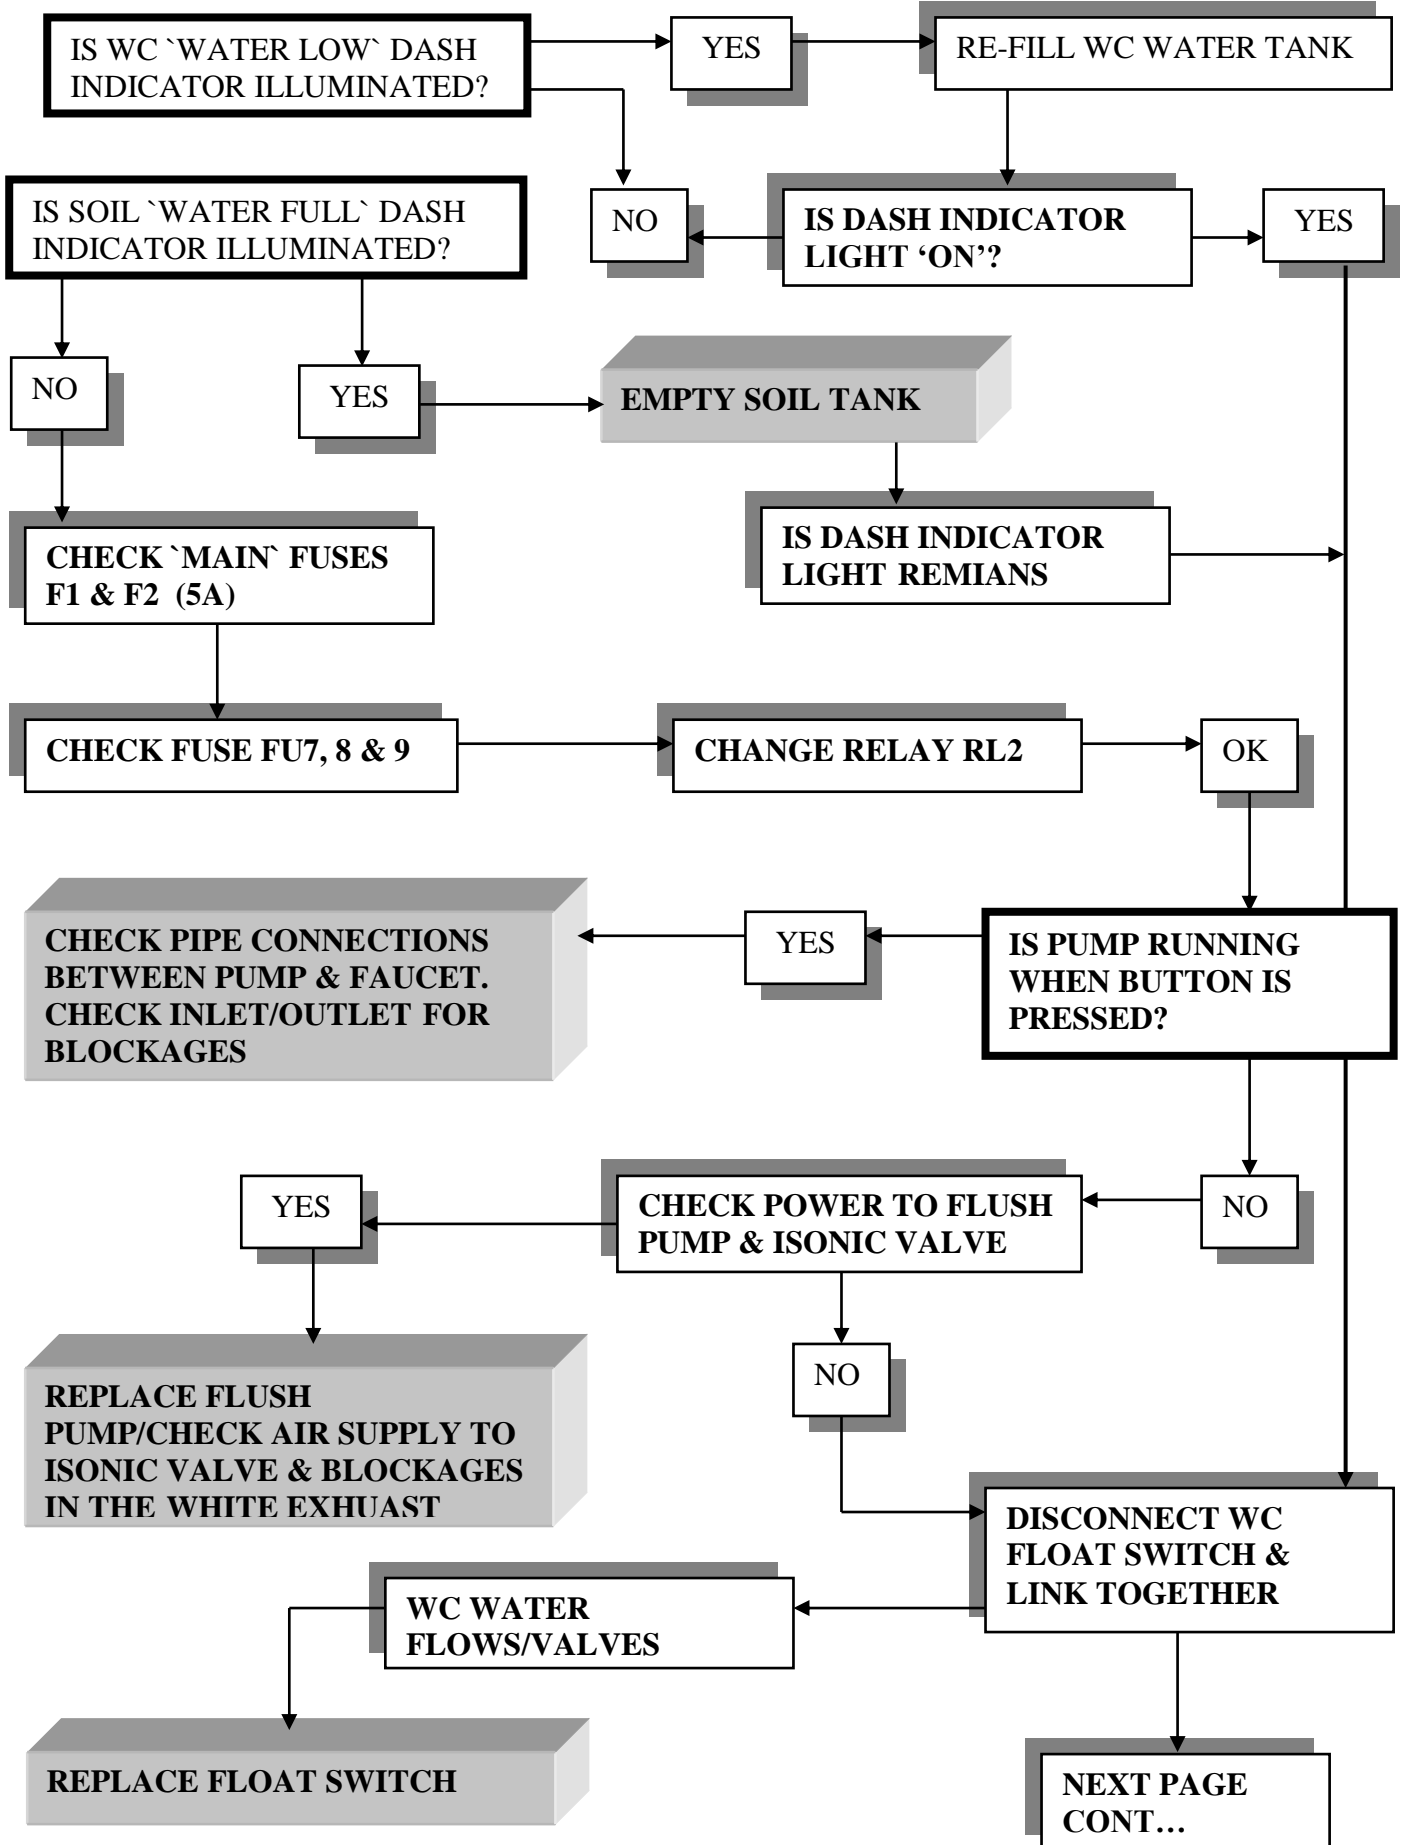 IS WC `WATER LOW` DASH
INDICATOR ILLUMINATED?
YES
RE-FILL WC WATER TANK
IS SOIL `WATER FULL` DASH
INDICATOR ILLUMINATED?
NO
IS DASH INDICATOR
LIGHT ‘ON’?
YES
NO
YES
EMPTY SOIL TANK
IS DASH INDICATOR
LIGHT REMIANS
CHECK `MAIN` FUSES
F1 & F2 (5A)
CHECK FUSE FU7, 8 & 9
CHANGE RELAY RL2
OK
CHECK PIPE CONNECTIONS
BETWEEN PUMP & FAUCET.
CHECK INLET/OUTLET FOR
BLOCKAGES
YES
IS PUMP RUNNING
WHEN BUTTON IS
PRESSED?
YES
CHECK POWER TO FLUSH
PUMP & ISONIC VALVE
NO
NO
REPLACE FLUSH
PUMP/CHECK AIR SUPPLY TO
ISONIC VALVE & BLOCKAGES
IN THE WHITE EXHUAST
DISCONNECT WC
FLOAT SWITCH &
LINK TOGETHER
WC WATER
FLOWS/VALVES
REPLACE FLOAT SWITCH
NEXT PAGE
CONT…